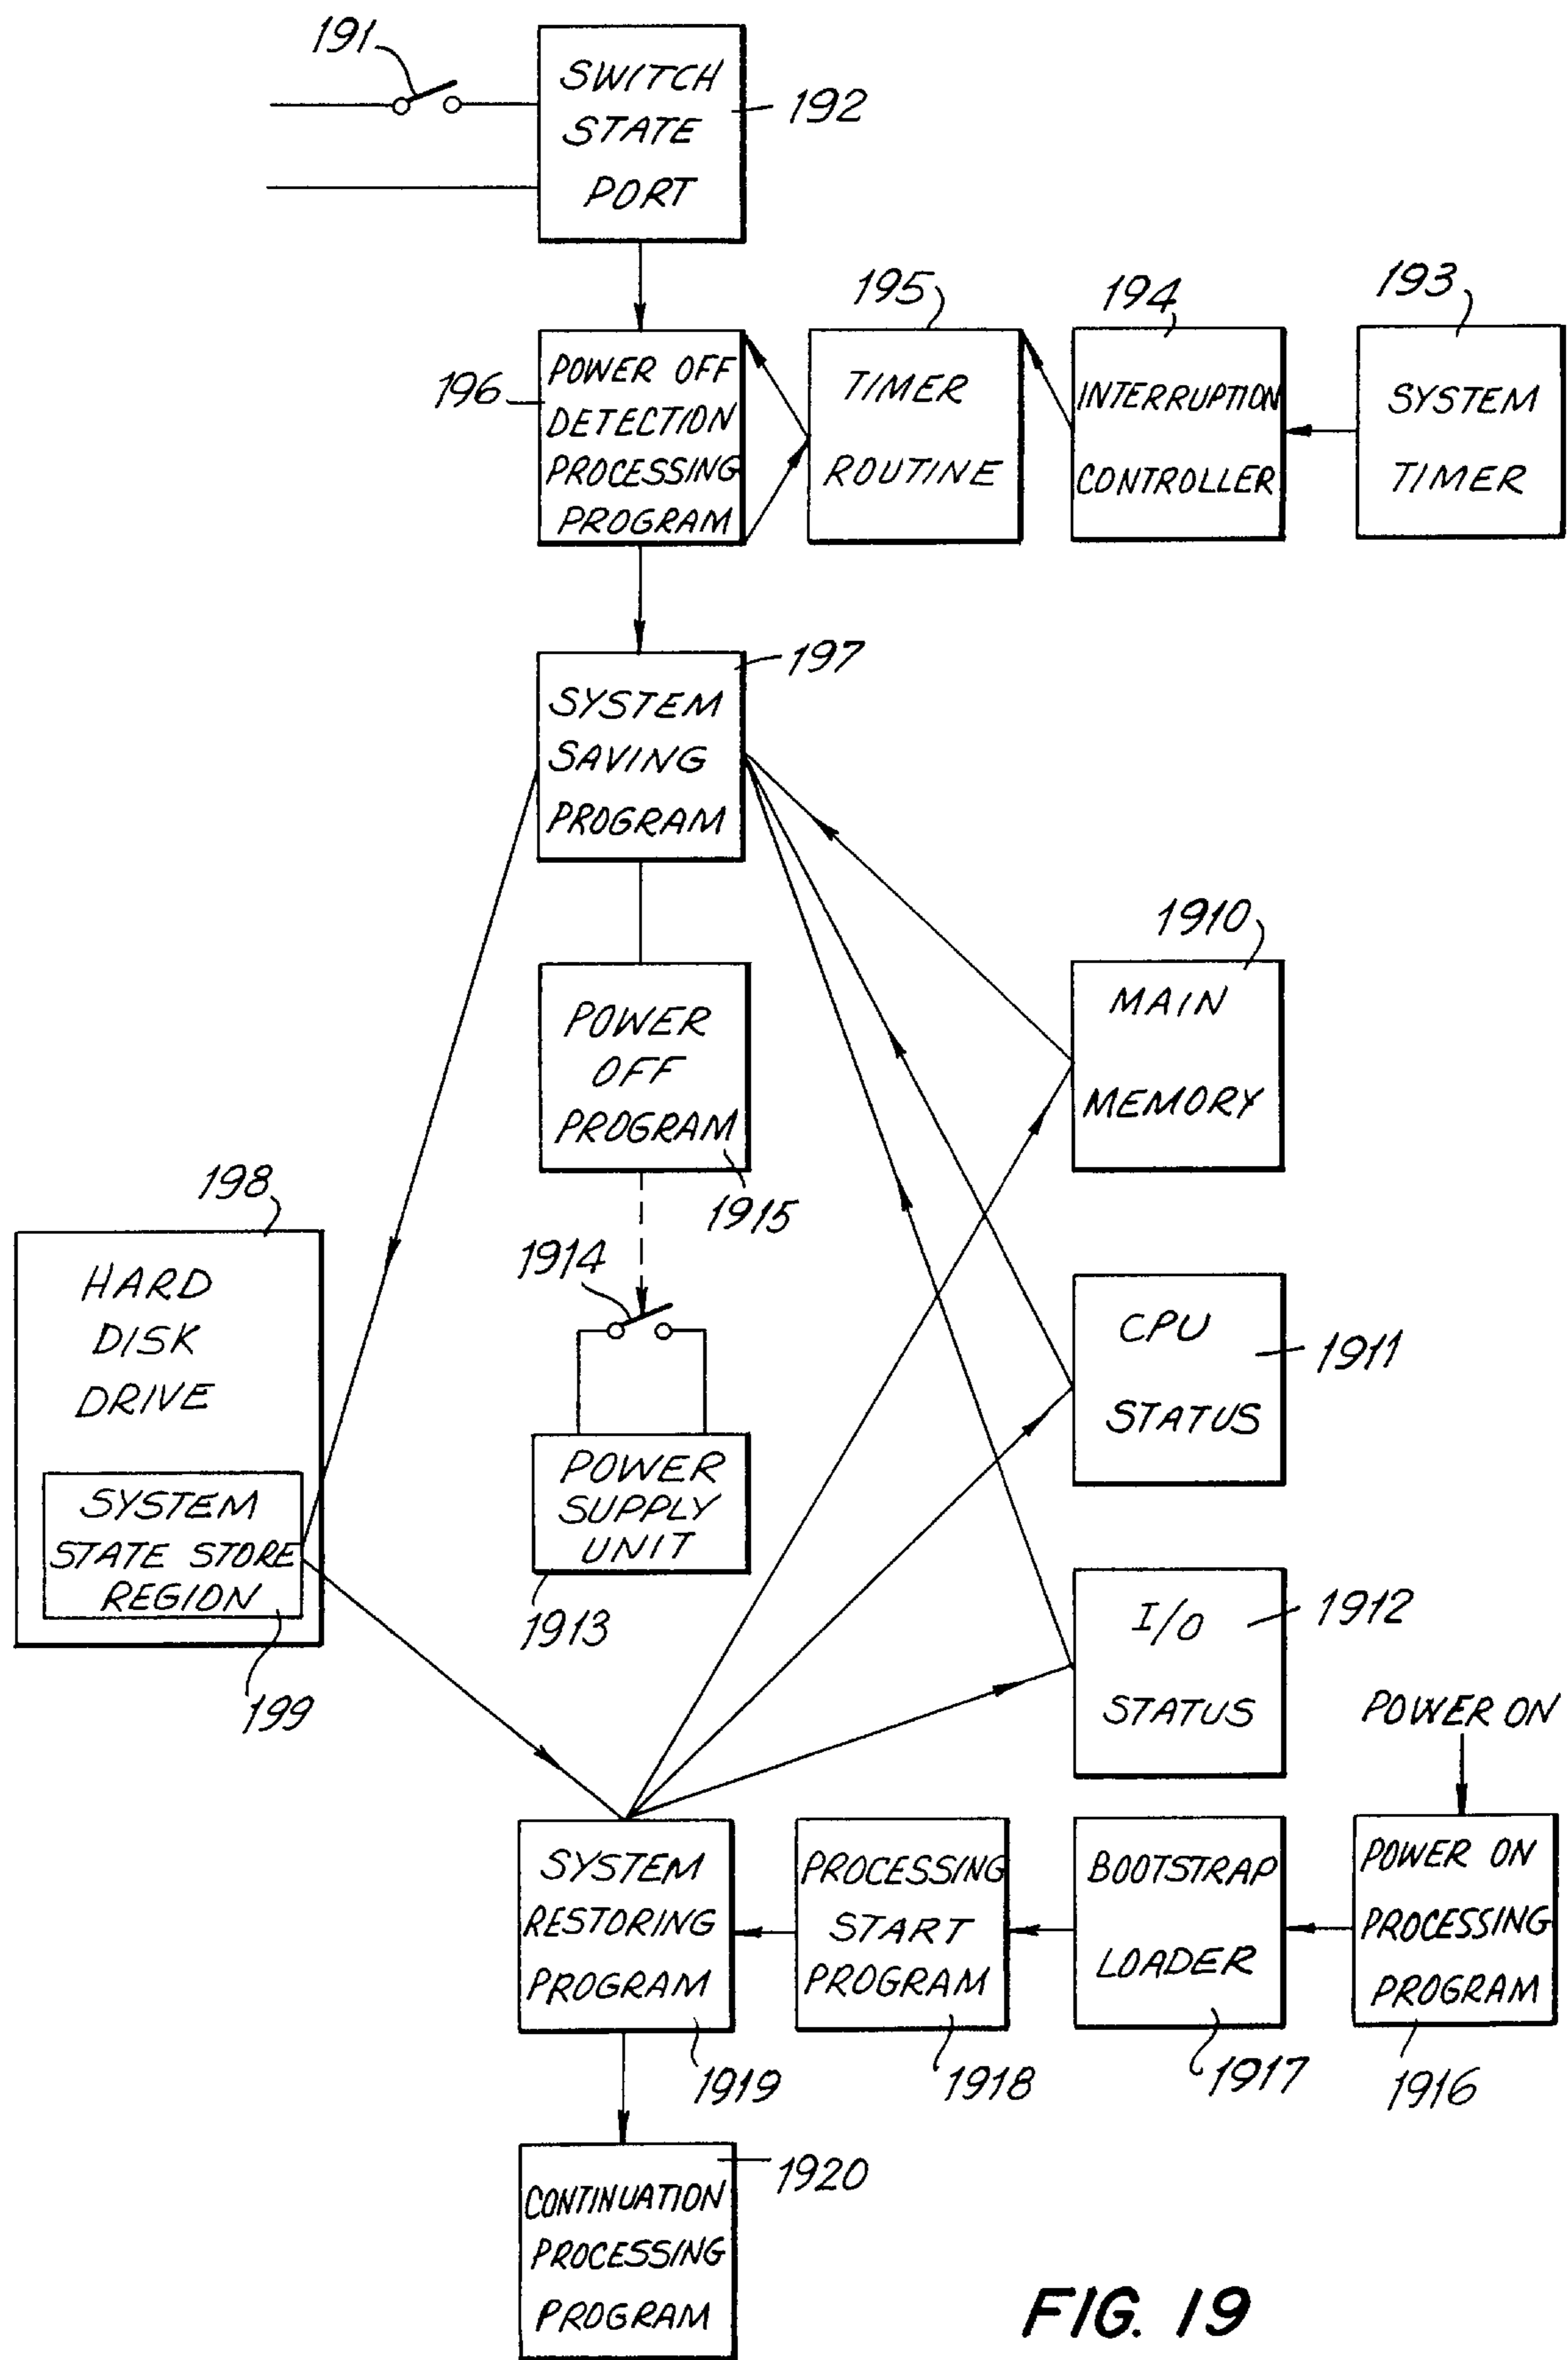 191
SWITCH
STATE
PORT
192
195
194
193
196
POWER OFF
DETECTION
PROCESSING
PROGRAM
TIMER
ROUTINE
INTERRUPTION
CONTROLLER
SYSTEM
TIMER
197
SYSTEM
SAVING
PROGRAM
1910
MAIN
MEMORY
POWER
OFF
PROGRAM
1915
198
HARD
DISK
DRIVE
1914
CPU
STATUS
1911
SYSTEM
STATE STORE
REGION
199
POWER
SUPPLY
UNIT
1913
I/O
STATUS
1912
POWER ON
SYSTEM
RESTORING
PROGRAM
1919
PROCESSING
START
PROGRAM
1918
BOOTSTRAP
LOADER
1917
POWER ON
PROCESSING
PROGRAM
1916
CONTINUATION
PROCESSING
PROGRAM
1920
FIG. 19